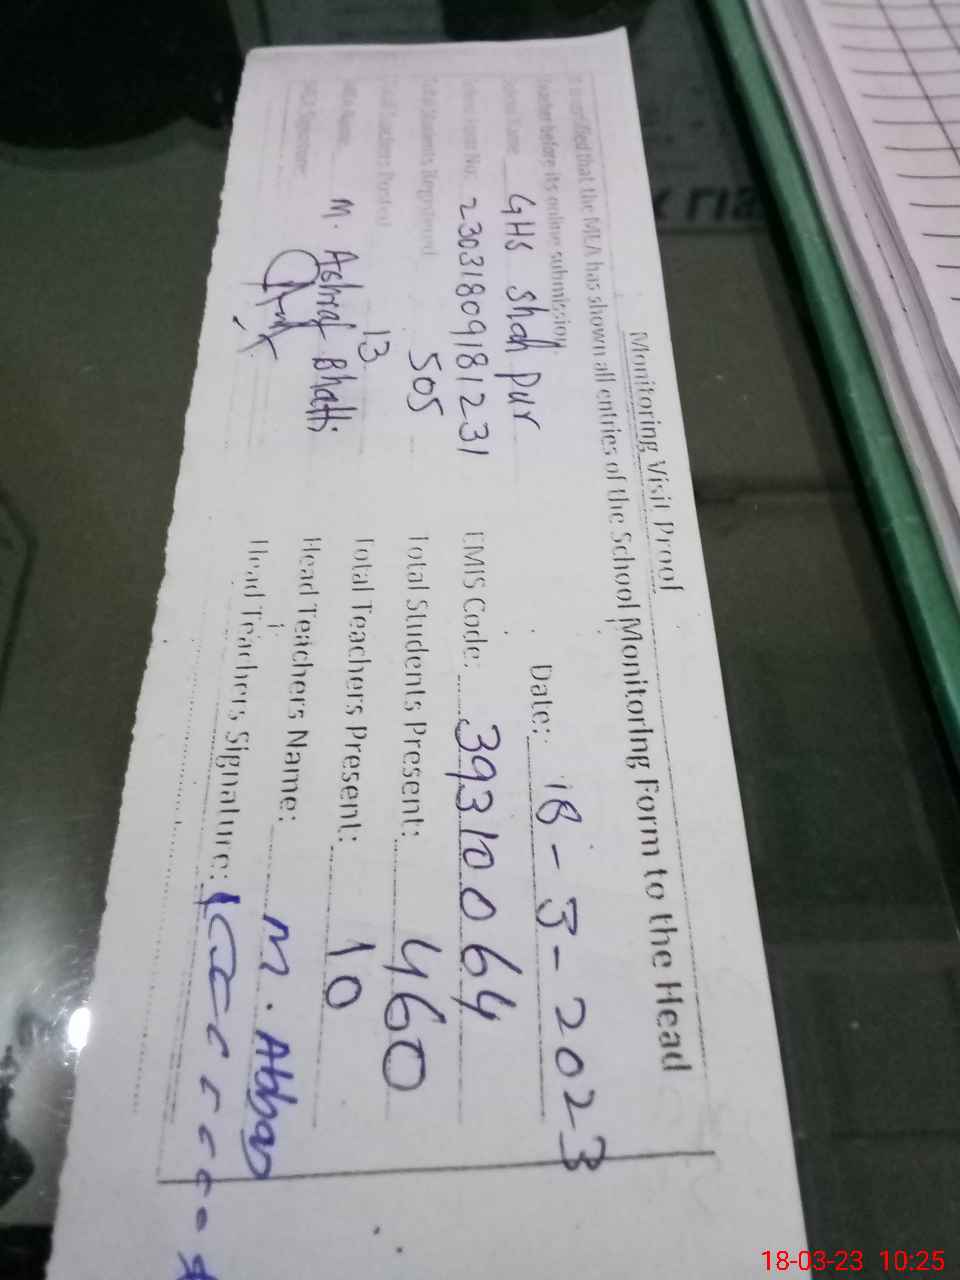 Monitoring Visit Proof
It is certified that the MEA has shown all entries of the School Monitoring Form to the Head
Teacher before its online submission.
School Name GHS Shah pur Date: 18-3-2023
23031809181231 EMIS Code: 39310064
Total Students Registered 505 Total Students Present: 460
Total Teachers Posted 13 Total Teachers Present: 10
MEA Name M. Ashraf Bhatti Head Teachers Name: M. Abbas
MEA Signature Head Teachers Signature:
18-03-23 10:25